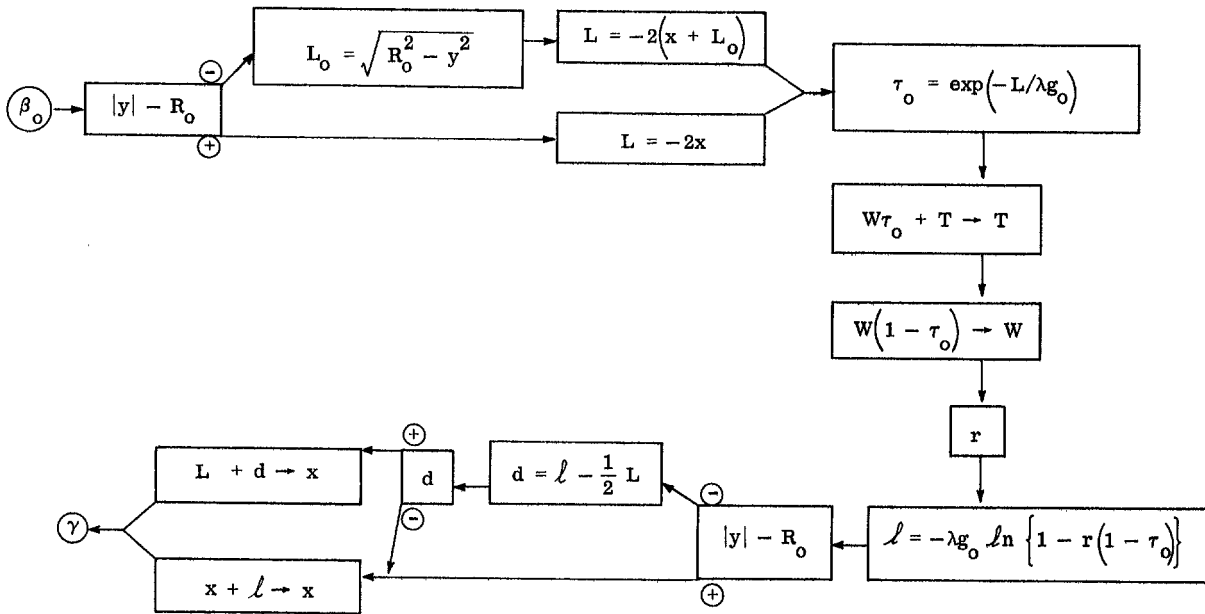 β₀
|y| − R₀
⊖
⊕
L₀ = √(R₀² − y²)
L = −2(x + L₀)
L = −2x
τ₀ = exp(−L/λg₀)
Wτ₀ + T → T
W(1 − τ₀) → W
r
ℓ = −λg₀ ℓn {1 − r(1 − τ₀)}
|y| − R₀
⊖
⊕
d = ℓ − ½ L
d
⊕
⊖
L + d → x
x + ℓ → x
γ